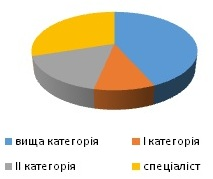 вища категорія
І категорія
ІІ категорія
спеціаліст